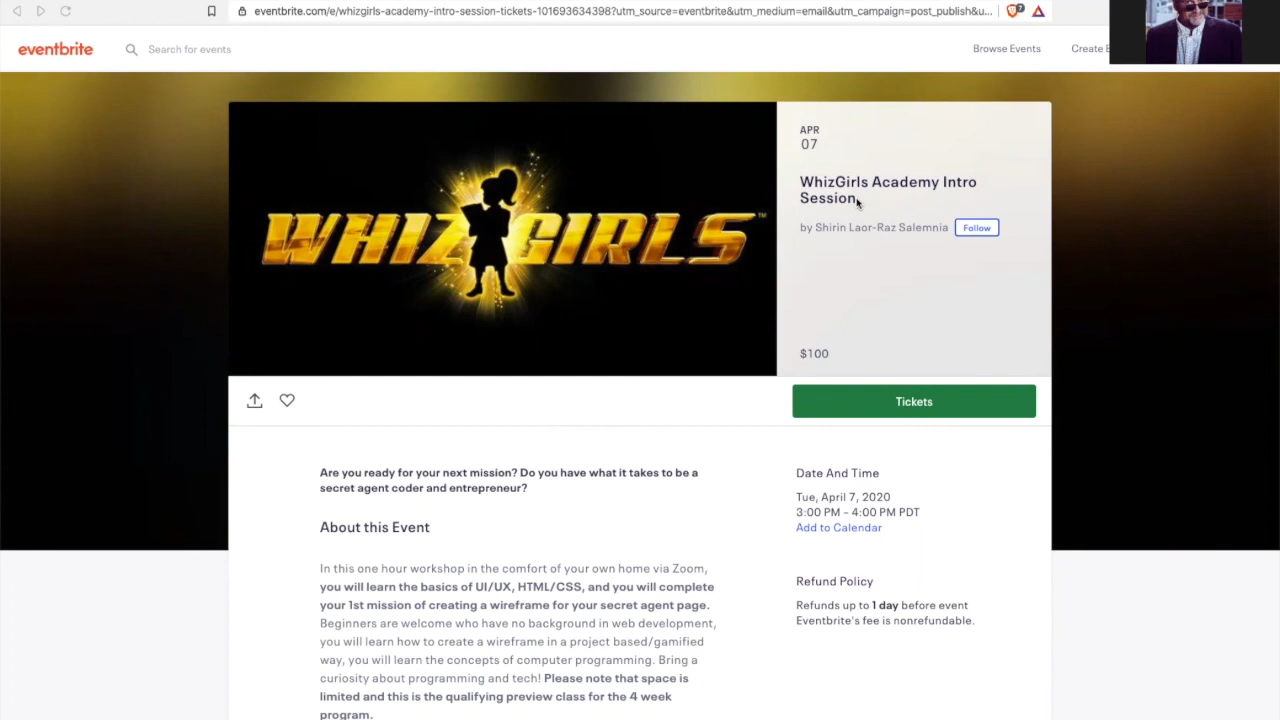 eventbrite.com/e/whizgirls-academy-intro-session-tickets-101693634398?utm_source=eventbrite&utm_medium=email&utm_campaign=post_publish&u...
eventbrite
Search for events
Browse Events
Create E
WHIZGIRLS™
APR
07
WhizGirls Academy Intro
Session
by Shirin Laor-Raz Salemnia
Follow
$100
Tickets
Are you ready for your next mission? Do you have what it takes to be a
secret agent coder and entrepreneur?
About this Event
In this one hour workshop in the comfort of your own home via Zoom,
you will learn the basics of UI/UX, HTML/CSS, and you will complete
your 1st mission of creating a wireframe for your secret agent page.
Beginners are welcome who have no background in web development,
you will learn how to create a wireframe in a project based/gamified
way, you will learn the concepts of computer programming. Bring a
curiosity about programming and tech! Please note that space is
limited and this is the qualifying preview class for the 4 week
program.
Date And Time
Tue, April 7, 2020
3:00 PM – 4:00 PM PDT
Add to Calendar
Refund Policy
Refunds up to 1 day before event
Eventbrite's fee is nonrefundable.